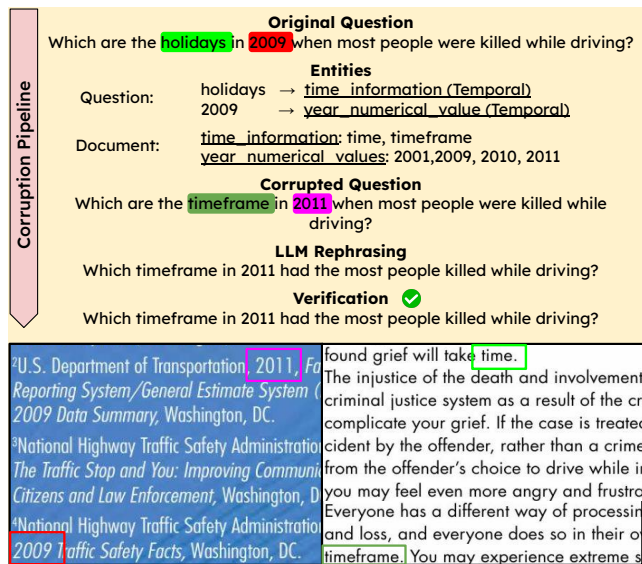 Corruption Pipeline
Original Question
Which are the holidays in 2009 when most people were killed while driving?
Entities
Question:
holidays → time_information (Temporal)
2009 → year_numerical_value (Temporal)
Document:
time_information: time, timeframe
year_numerical_values: 2001,2009, 2010, 2011
Corrupted Question
Which are the timeframe in 2011 when most people were killed while
driving?
LLM Rephrasing
Which timeframe in 2011 had the most people killed while driving?
Verification
Which timeframe in 2011 had the most people killed while driving?
2U.S. Department of Transportation, 2011, Fa
Reporting System/General Estimate System (
2009 Data Summary, Washington, DC.
3National Highway Traffic Safety Administratio
The Traffic Stop and You: Improving Communi
Citizens and Law Enforcement, Washington, D
4National Highway Traffic Safety Administratio
2009 Traffic Safety Facts, Washington, DC.
found grief will take time.
The injustice of the death and involvement
criminal justice system as a result of the cr
complicate your grief. If the case is treated
cident by the offender, rather than a crime
from the offender's choice to drive while i
you may feel even more angry and frustra
Everyone has a different way of processin
and loss, and everyone does so in their o
timeframe. You may experience extreme s